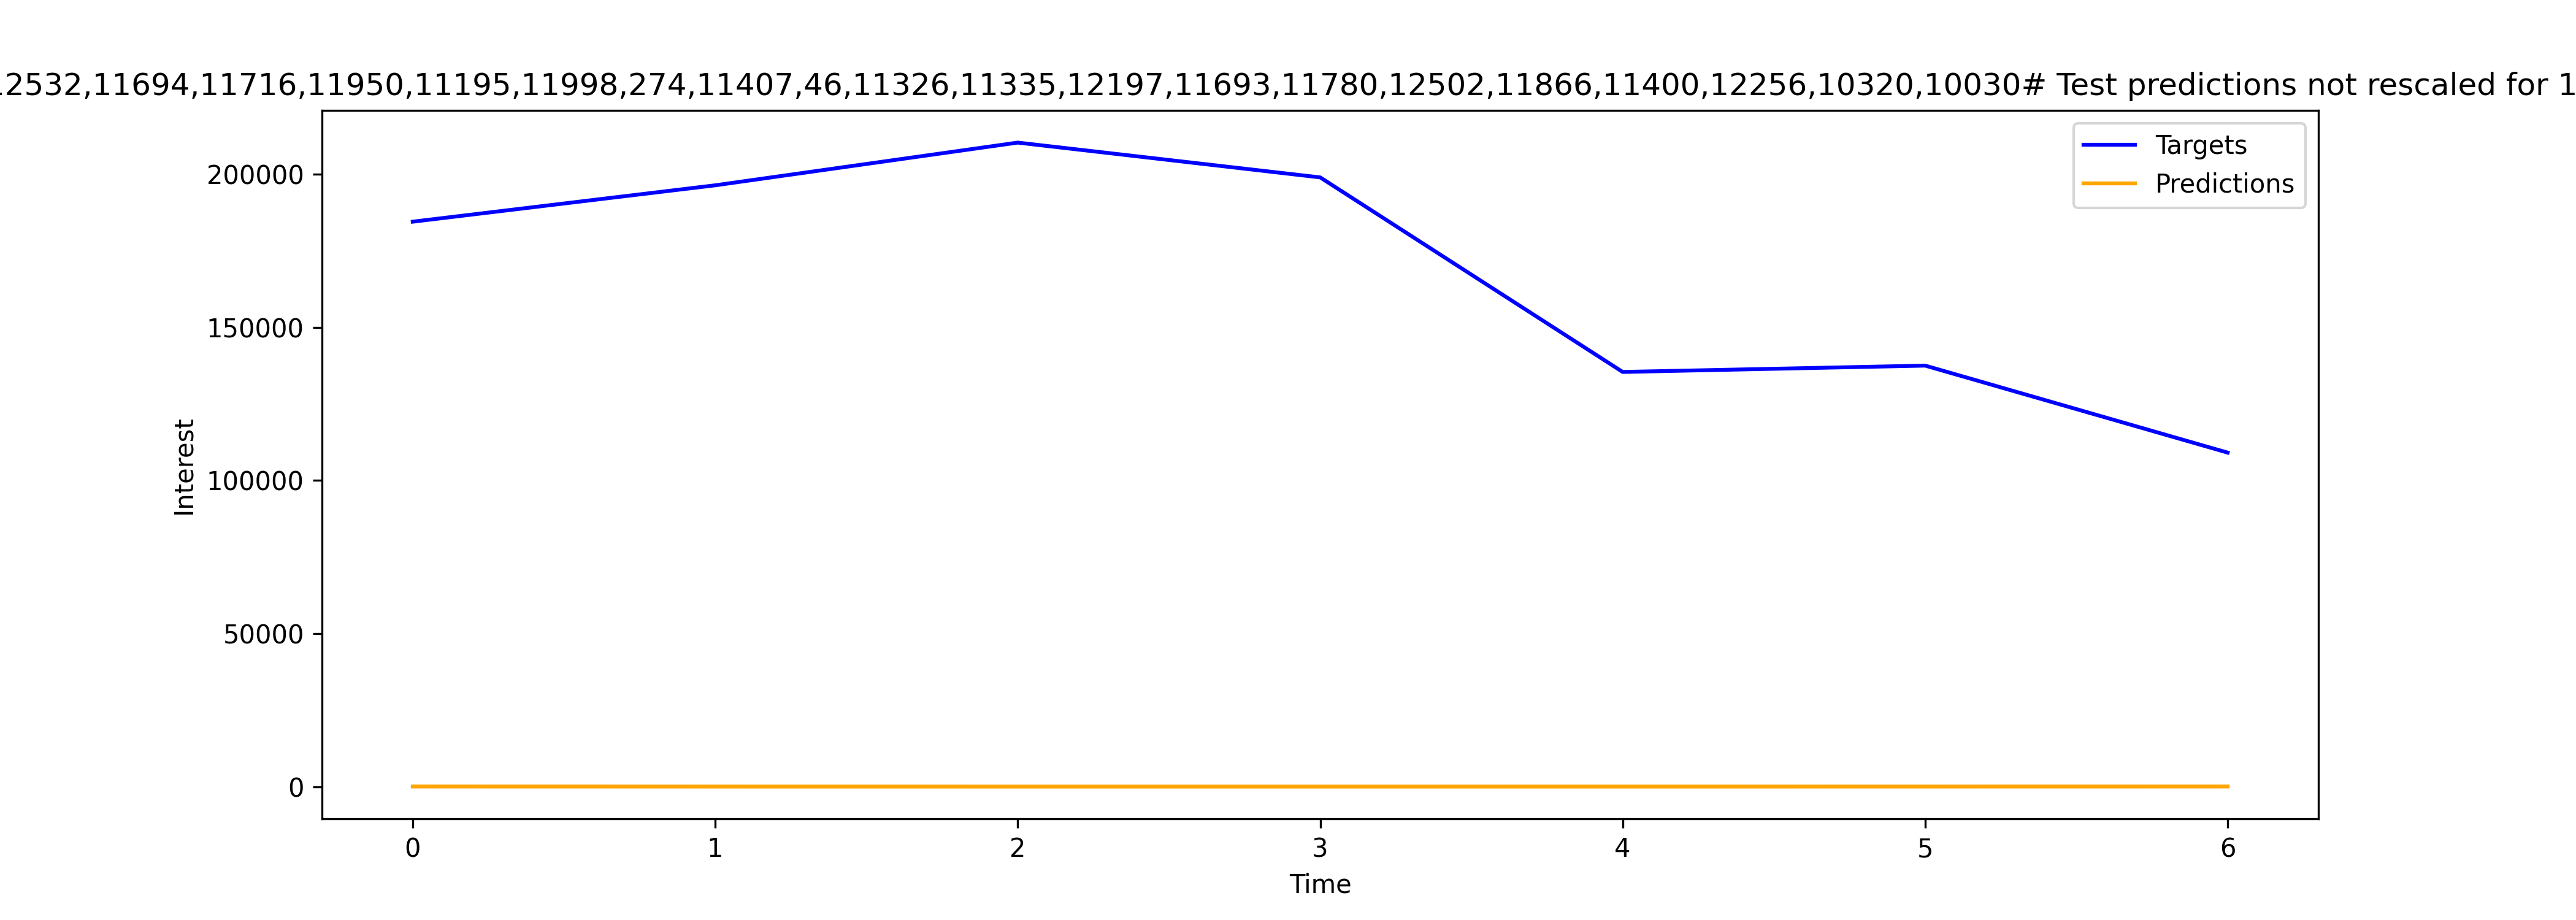 2532,11694,11716,11950,11195,11998,274,11407,46,11326,11335,12197,11693,11780,12502,11866,11400,12256,10320,10030# Test predictions not rescaled for 1
Targets
Predictions
200000
150000
100000
50000
0
Interest
0 1 2 3 4 5 6
Time